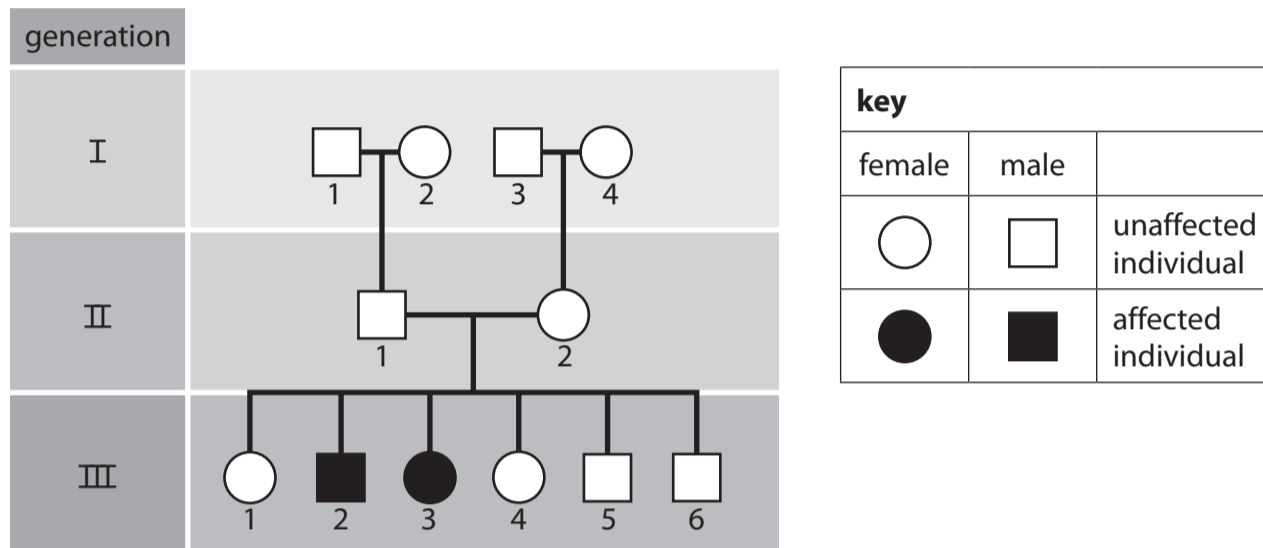 generation
I
1 2 3 4
II
1 2
III
1 2 3 4 5 6
key
female male
unaffected
individual
affected
individual